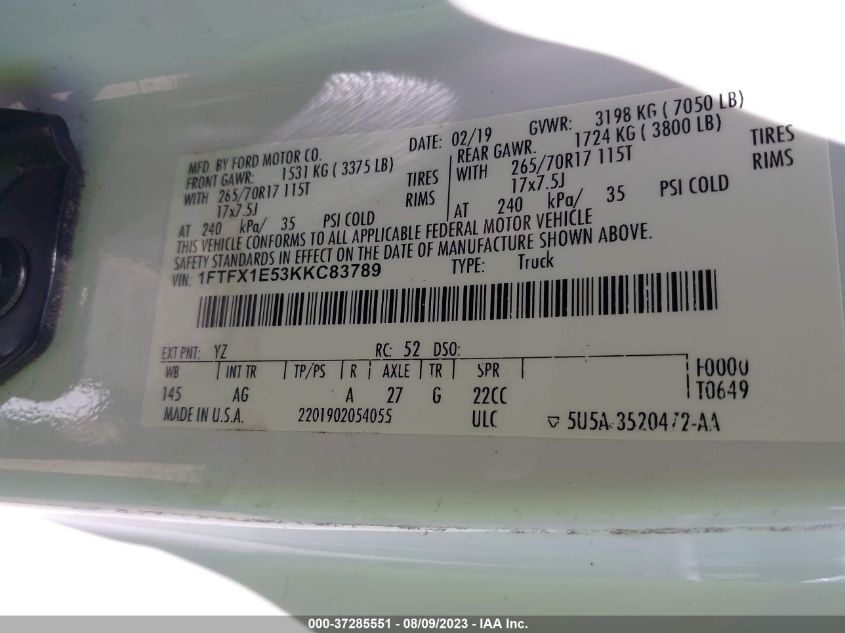 MFD. BY FORD MOTOR CO. DATE: 02/19 GVWR: 3198 KG ( 7050 LB)
FRONT GAWR: 1531 KG ( 3375 LB) REAR GAWR: 1724 KG ( 3800 LB)
WITH 265/70R17 115T TIRES WITH 265/70R17 115T TIRES
17x7.5J RIMS 17x7.5J RIMS
AT 240 kPa/ 35 PSI COLD AT 240 kPa/ 35 PSI COLD
THIS VEHICLE CONFORMS TO ALL APPLICABLE FEDERAL MOTOR VEHICLE
SAFETY STANDARDS IN EFFECT ON THE DATE OF MANUFACTURE SHOWN ABOVE.
VIN: 1FTFX1E53KKC83789 TYPE: Truck
EXT PNT: YZ RC: 52 DSO:
WB INT TR TP/PS R AXLE TR SPR F0000
145 AG A 27 G 22CC T0649
MADE IN U.S.A. 2201902054055 ULC 5U5A-3520472-AA
000-37285551 - 08/09/2023 - IAA Inc.